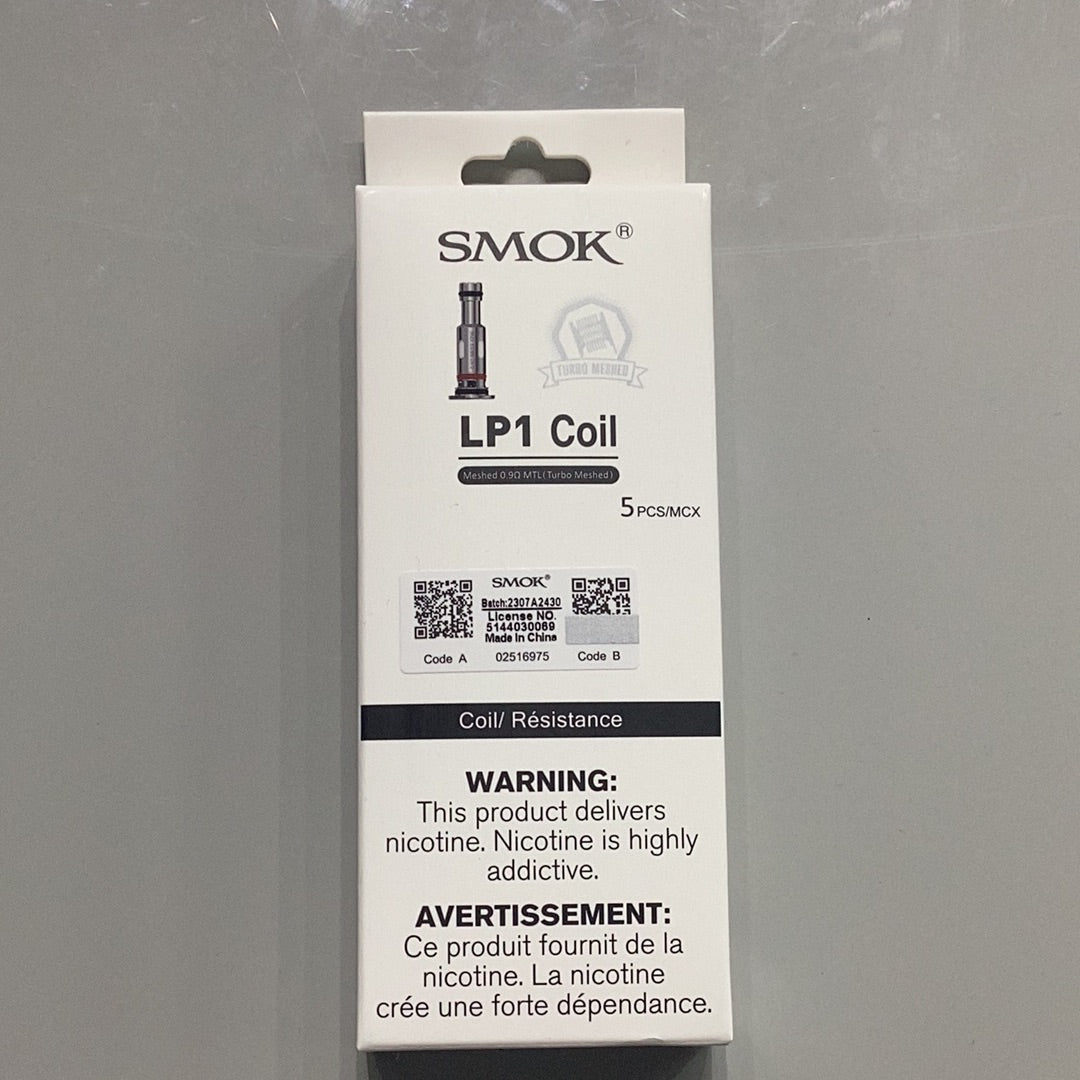 SMOK®
TURBO MESHED
LP1 Coil
Meshed 0.9Ω MTL(Turbo Meshed)
5 PCS/MCX
SMOK®
Batch:2307A2430
License NO.
5144030069
Made In China
Code A
02516975
Code B
Coil/ Résistance
WARNING:
This product delivers
nicotine. Nicotine is highly
addictive.
AVERTISSEMENT:
Ce produit fournit de la
nicotine. La nicotine
crée une forte dépendance.